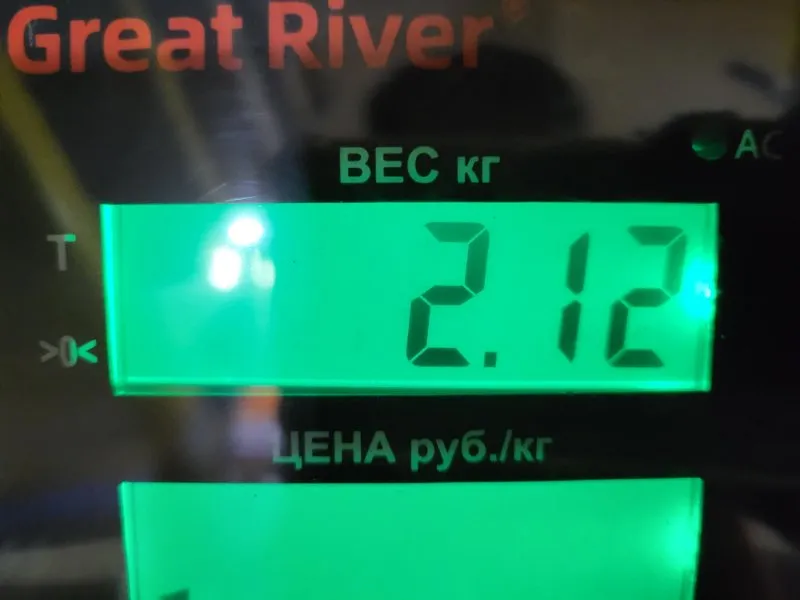 Great River
AC
ВЕС кг
T
2.12
>0<
ЦЕНА руб./кг